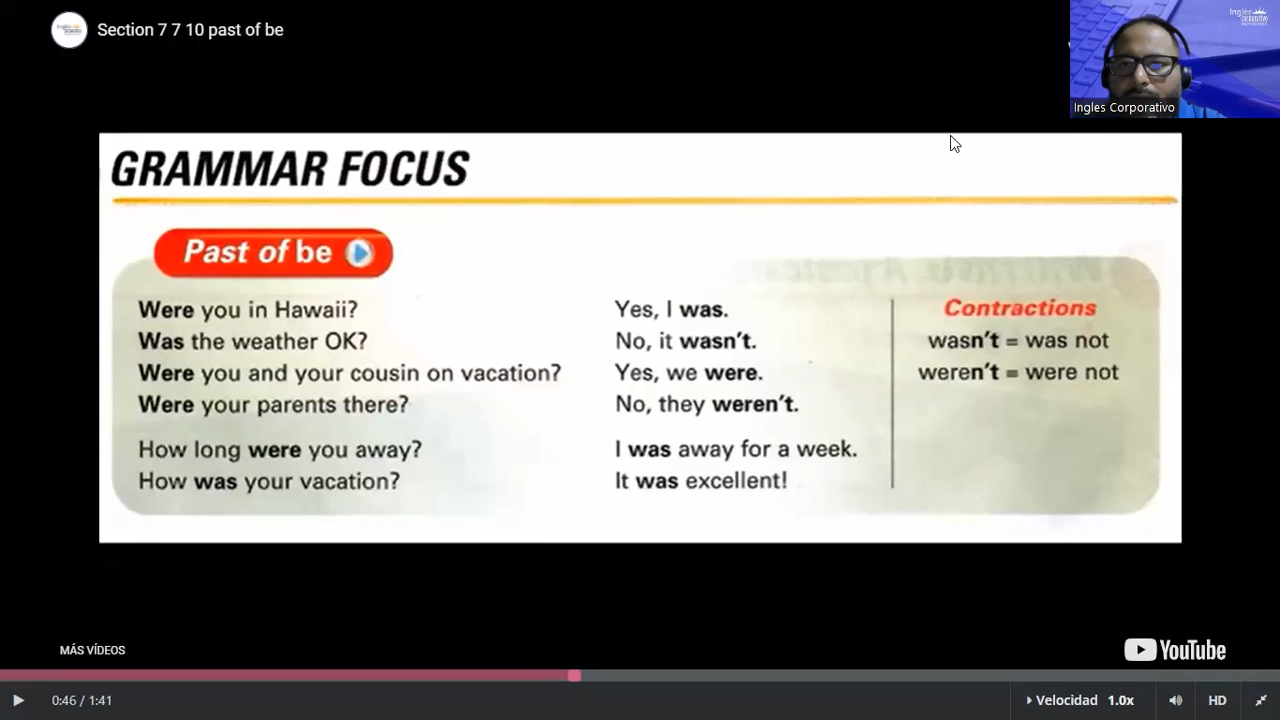 Section 7 7 10 past of be
Ingles Corporativo
GRAMMAR FOCUS
Past of be
Were you in Hawaii?
Yes, I was.
Was the weather OK?
No, it wasn't.
Were you and your cousin on vacation?
Yes, we were.
Were your parents there?
No, they weren't.
How long were you away?
I was away for a week.
How was your vacation?
It was excellent!
Contractions
wasn't = was not
weren't = were not
MÁS VÍDEOS
YouTube
0:46 / 1:41
Velocidad 1.0x
HD